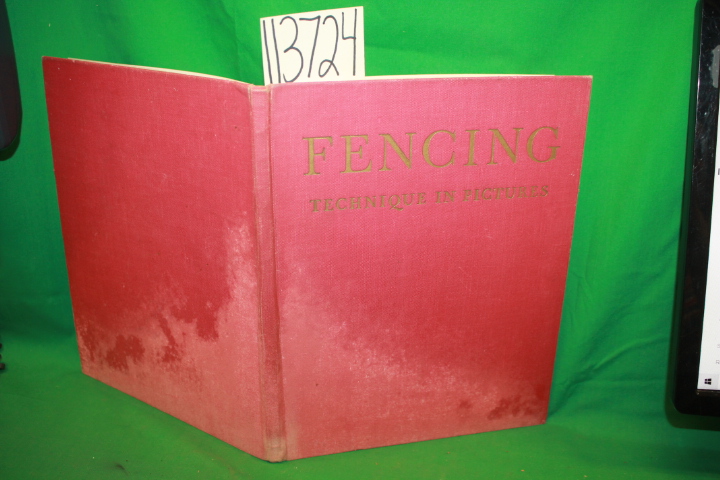 113724
FENCING
TECHNIQUE IN PICTURES